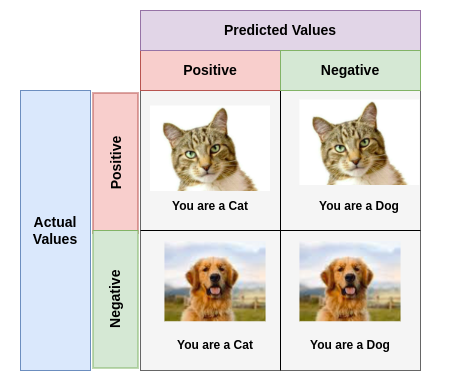 Predicted Values
Positive
Negative
Actual
Values
Positive
You are a Cat
You are a Dog
Negative
You are a Cat
You are a Dog